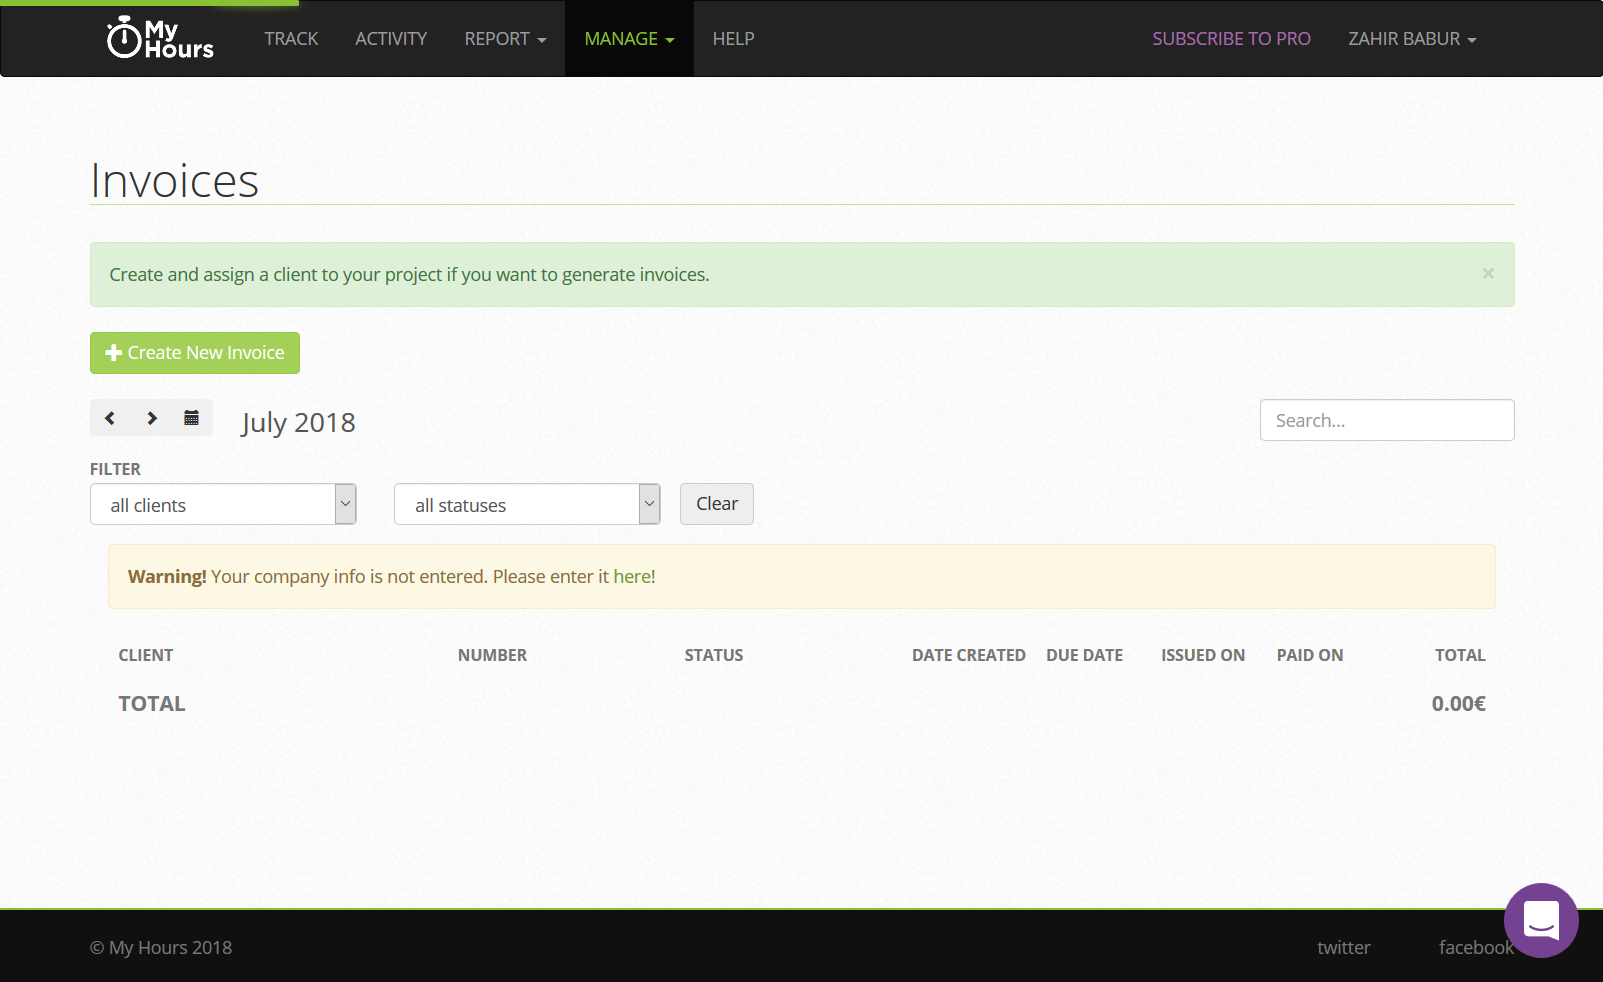 My Hours
TRACK ACTIVITY REPORT MANAGE HELP SUBSCRIBE TO PRO ZAHIR BABUR
Invoices
Create and assign a client to your project if you want to generate invoices. ×
Create New Invoice
July 2018 Search...
FILTER
all clients all statuses Clear
Warning! Your company info is not entered. Please enter it here!
CLIENT NUMBER STATUS DATE CREATED DUE DATE ISSUED ON PAID ON TOTAL
TOTAL 0.00€
© My Hours 2018 twitter facebook